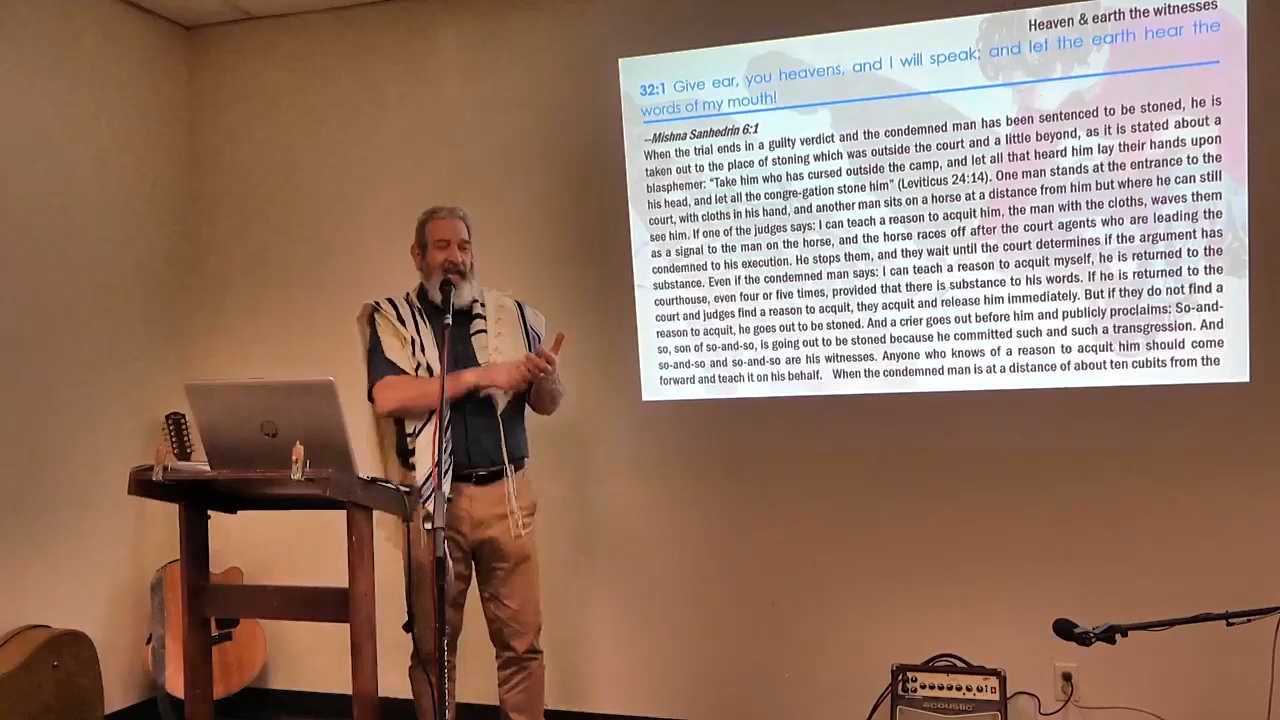 Heaven & earth the witnesses
32:1 Give ear, you heavens, and I will speak; and let the earth hear the
words of my mouth!
--Mishna Sanhedrin 6:1
When the trial ends in a guilty verdict and the condemned man has been sentenced to be stoned, he is
taken out to the place of stoning which was outside the court and a little beyond, as it is stated about a
blasphemer: “Take him who has cursed outside the camp, and let all that heard him lay their hands upon
his head, and let all the congre-gation stone him” (Leviticus 24:14). One man stands at the entrance to the
court, with cloths in his hand, and another man sits on a horse at a distance from him but where he can still
see him. If one of the judges says: I can teach a reason to acquit him, the man with the cloths, waves them
as a signal to the man on the horse, and the horse races off after the court agents who are leading the
condemned to his execution. He stops them, and they wait until the court determines if the argument has
substance. Even if the condemned man says: I can teach a reason to acquit myself, he is returned to the
courthouse, even four or five times, provided that there is substance to his words. If he is returned to the
court and judges find a reason to acquit, they acquit and release him immediately. But if they do not find a
reason to acquit, he goes out to be stoned. And a crier goes out before him and publicly proclaims: So-and-
so, son of so-and-so, is going out to be stoned because he committed such and such a transgression. And
so-and-so and so-and-so are his witnesses. Anyone who knows of a reason to acquit him should come
forward and teach it on his behalf. When the condemned man is at a distance of about ten cubits from the
hp
acoustic